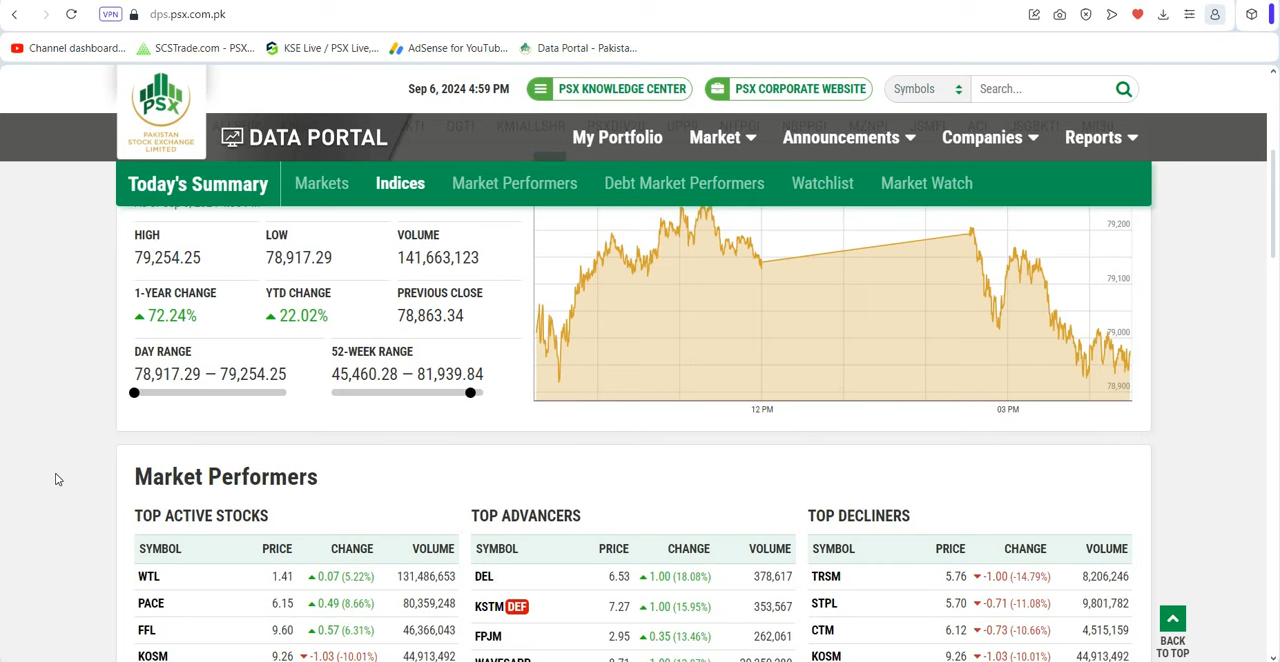 VPN dps.psx.com.pk
Channel dashboard... SCSTrade.com - PSX... KSE Live / PSX Live,... AdSense for YouTub... Data Portal - Pakista...
PSX
PAKISTAN
STOCK EXCHANGE
LIMITED
Sep 6, 2024 4:59 PM PSX KNOWLEDGE CENTER PSX CORPORATE WEBSITE Symbols Search...
DATA PORTAL My Portfolio Market Announcements Companies Reports
Today's Summary Markets Indices Market Performers Debt Market Performers Watchlist Market Watch
HIGH LOW VOLUME
79,254.25 78,917.29 141,663,123
1-YEAR CHANGE YTD CHANGE PREVIOUS CLOSE
72.24% 22.02% 78,863.34
DAY RANGE 52-WEEK RANGE
78,917.29 — 79,254.25 45,460.28 — 81,939.84
79,200
79,100
79,000
78,900
12 PM 03 PM
Market Performers
TOP ACTIVE STOCKS
SYMBOL PRICE CHANGE VOLUME
WTL 1.41 0.07 (5.22%) 131,486,653
PACE 6.15 0.49 (8.66%) 80,359,248
FFL 9.60 0.57 (6.31%) 46,366,043
KOSM 9.26 -1.03 (-10.01%) 44,913,492
TOP ADVANCERS
SYMBOL PRICE CHANGE VOLUME
DEL 6.53 1.00 (18.08%) 378,617
KSTM DEF 7.27 1.00 (15.95%) 353,567
FPJM 2.95 0.35 (13.46%) 262,061
TOP DECLINERS
SYMBOL PRICE CHANGE VOLUME
TRSM 5.76 -1.00 (-14.79%) 8,206,246
STPL 5.70 -0.71 (-11.08%) 9,801,782
CTM 6.12 -0.73 (-10.66%) 4,515,159
KOSM 9.26 -1.03 (-10.01%) 44,913,492
BACK
TO TOP